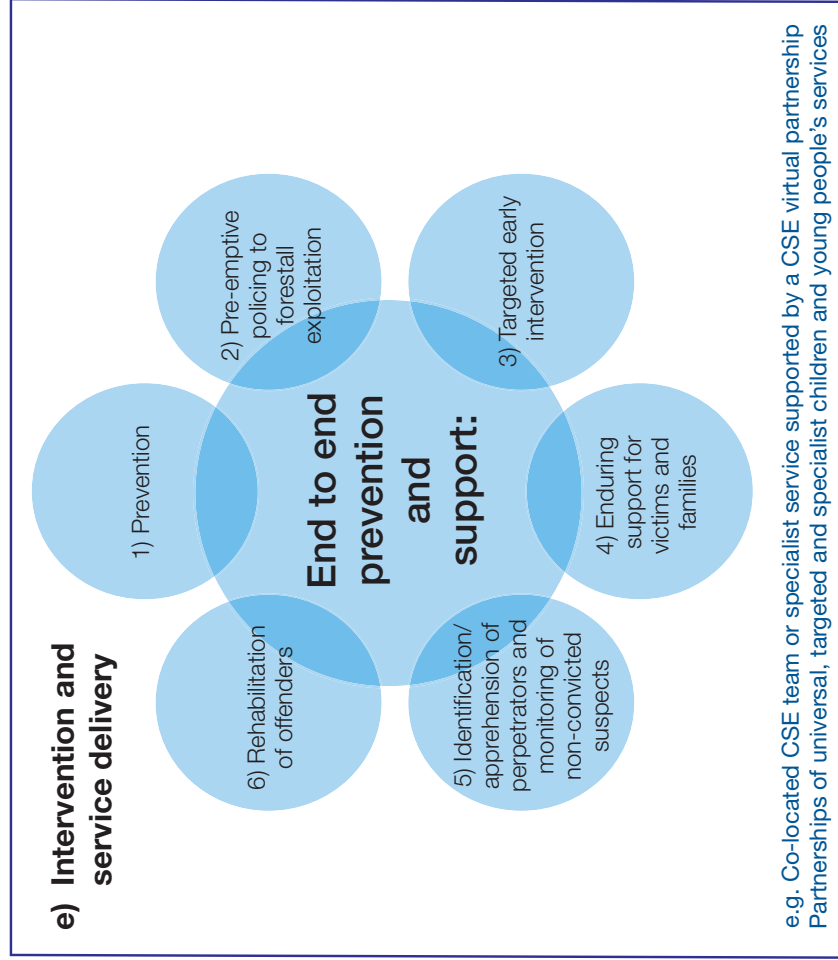 e) Intervention and
service delivery
End to end
prevention
and
support:
1) Prevention
2) Pre-emptive
policing to
forestall
exploitation
3) Targeted early
intervention
4) Enduring
support for
victims and
families
5) Identification/
apprehension of
perpetrators and
monitoring of
non-convicted
suspects
6) Rehabilitation
of offenders
e.g. Co-located CSE team or specialist service supported by a CSE virtual partnership
Partnerships of universal, targeted and specialist children and young people’s services